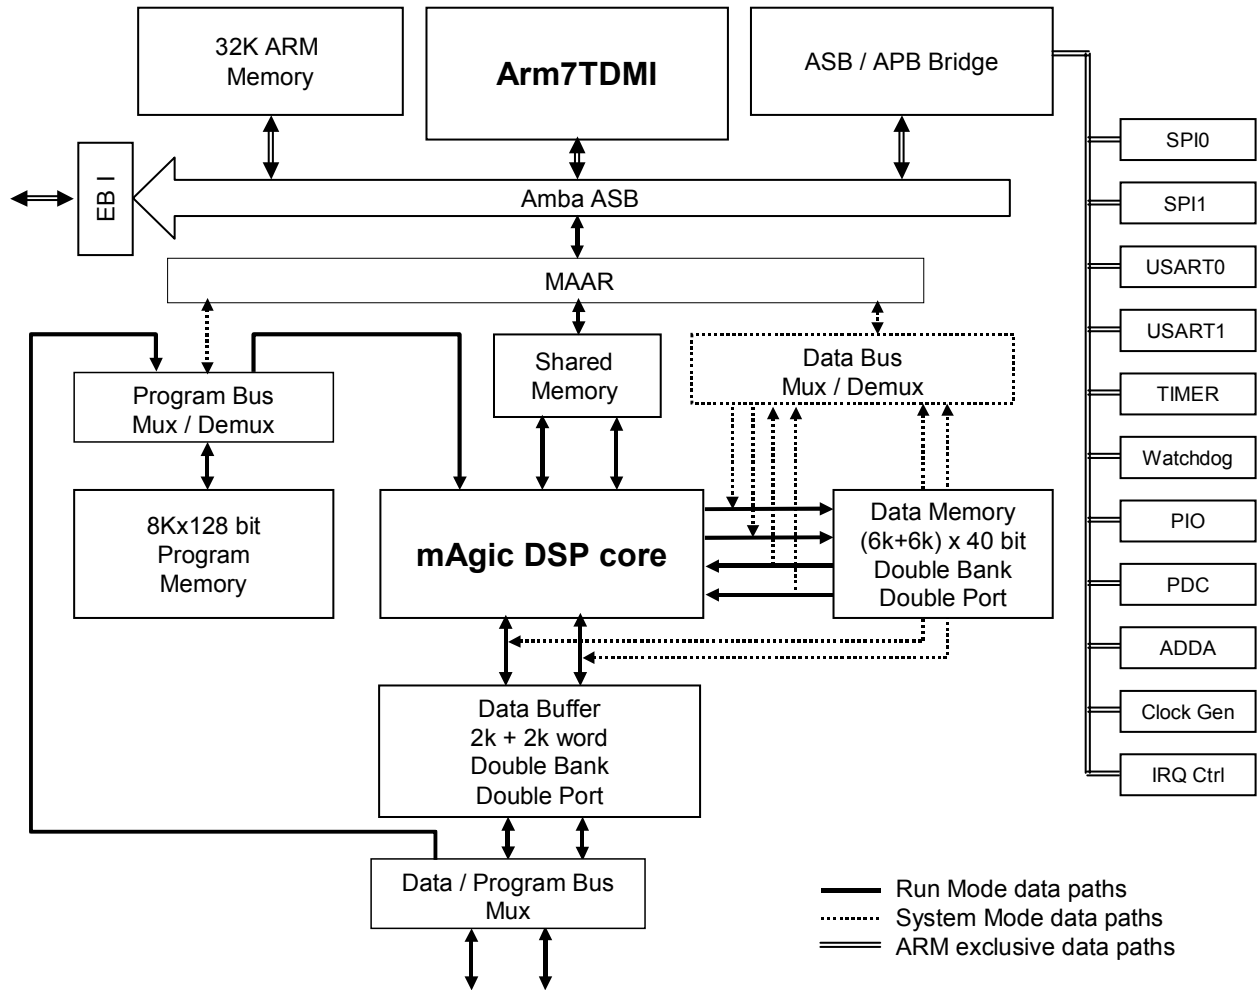 32K ARM
Memory
Arm7TDMI
ASB / APB Bridge
SPI0
EB I
Amba ASB
SPI1
USART0
MAAR
USART1
Shared
Memory
Data Bus
Mux / Demux
Program Bus
Mux / Demux
TIMER
Watchdog
8Kx128 bit
Program
Memory
mAgic DSP core
Data Memory
(6k+6k) x 40 bit
Double Bank
Double Port
PIO
PDC
ADDA
Data Buffer
2k + 2k word
Double Bank
Double Port
Clock Gen
IRQ Ctrl
Data / Program Bus
Mux
Run Mode data paths
System Mode data paths
ARM exclusive data paths